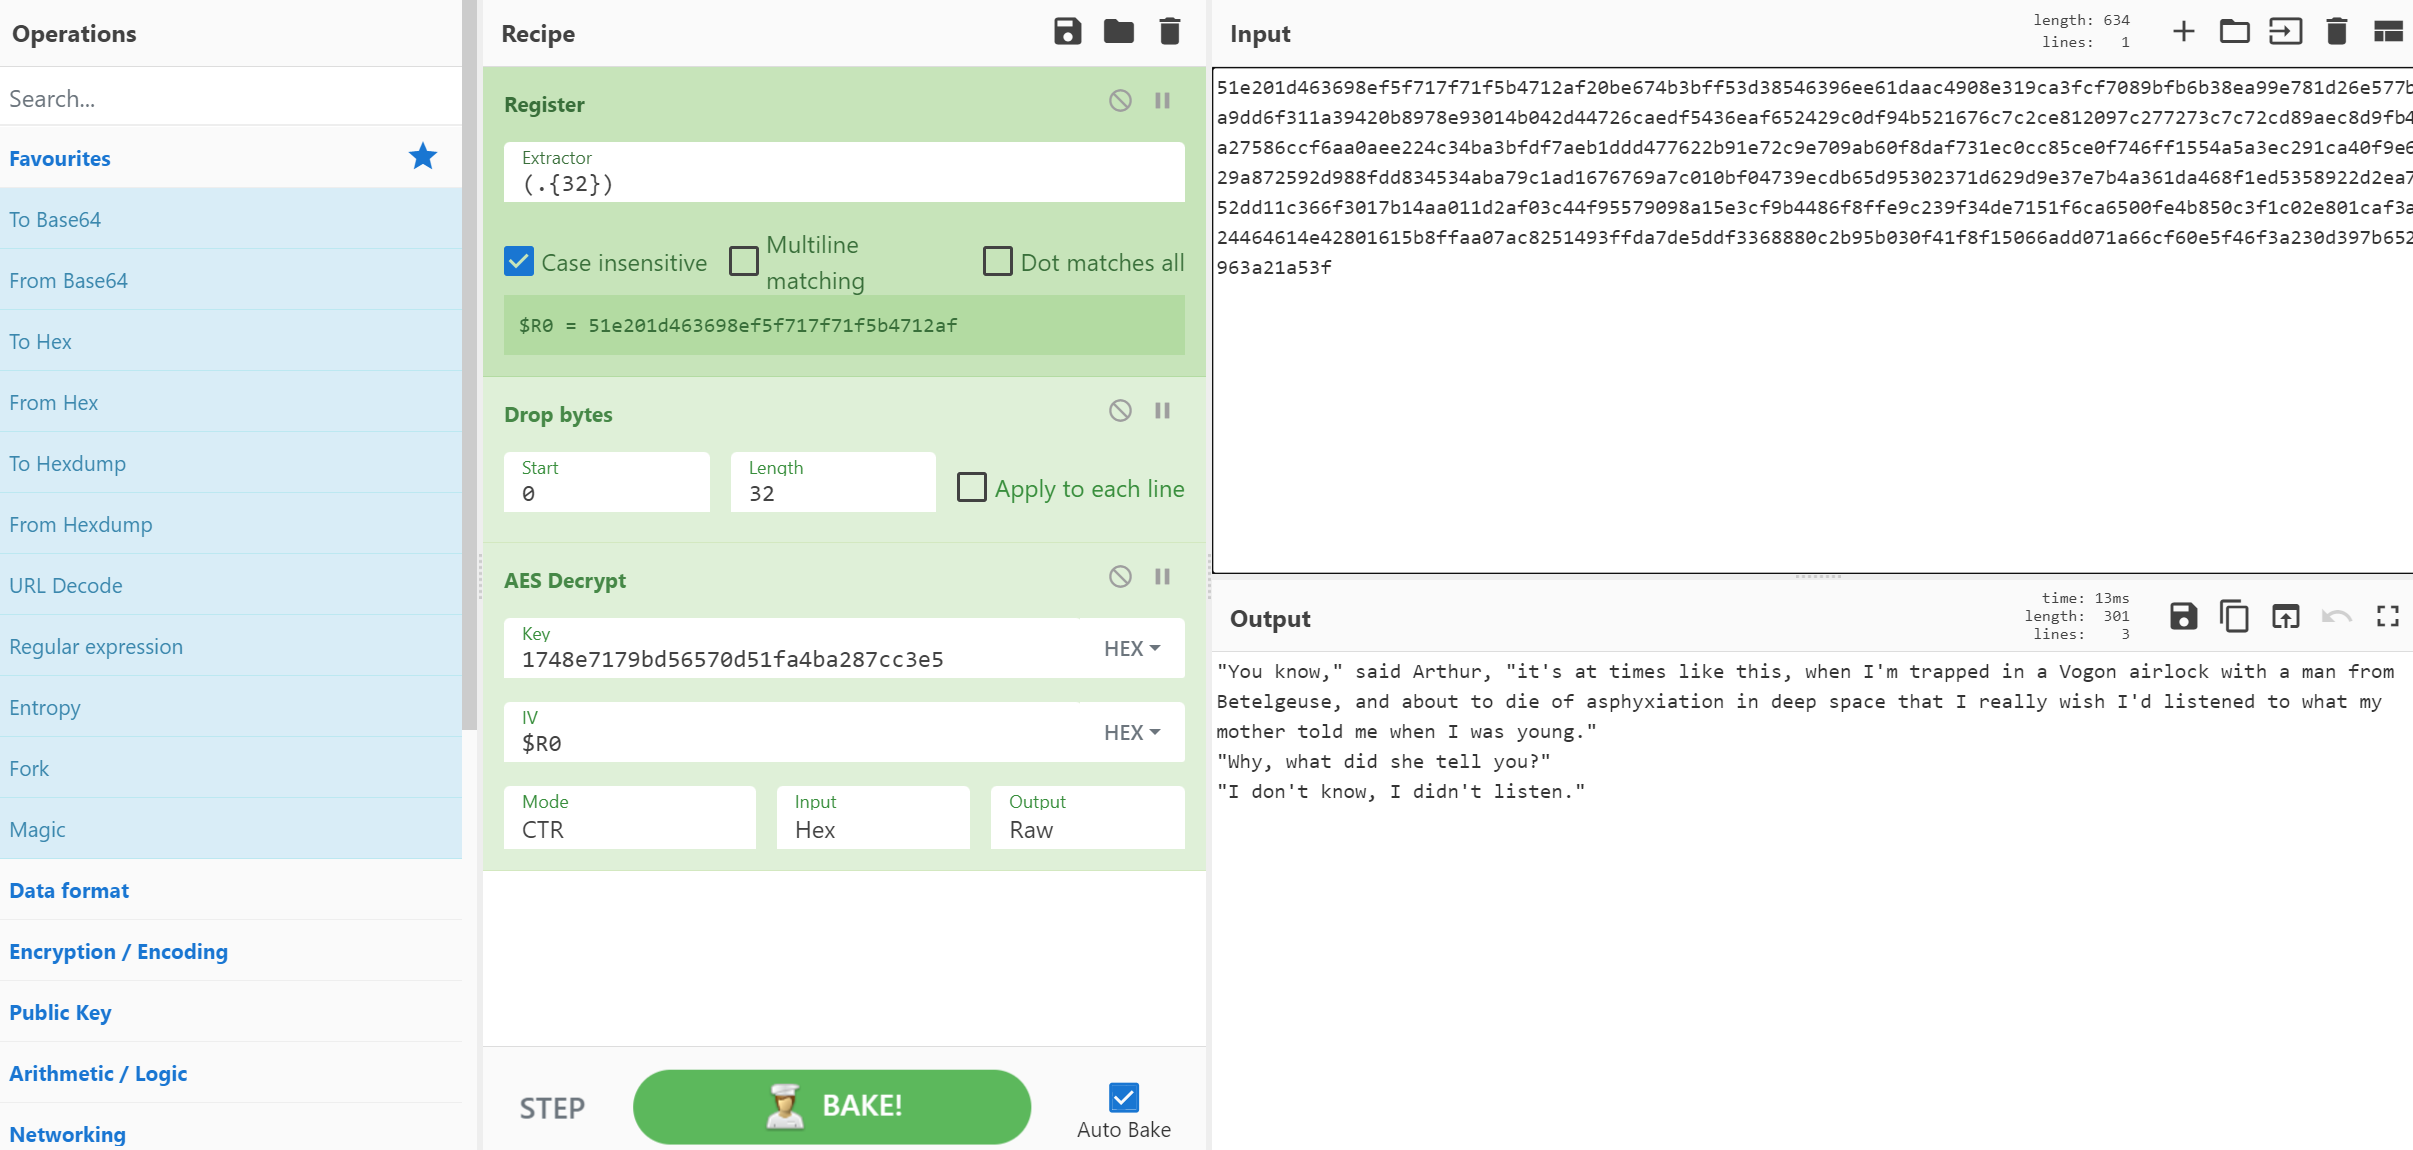 Operations
Search...
Favourites
To Base64
From Base64
To Hex
From Hex
To Hexdump
From Hexdump
URL Decode
Regular expression
Entropy
Fork
Magic
Data format
Encryption / Encoding
Public Key
Arithmetic / Logic
Networking
Recipe
Register
Extractor
(.{32})
Case insensitive
Multiline
matching
Dot matches all
$R0 = 51e201d463698ef5f717f71f5b4712af
Drop bytes
Start
0
Length
32
Apply to each line
AES Decrypt
Key
1748e7179bd56570d51fa4ba287cc3e5
HEX
IV
$R0
HEX
Mode
CTR
Input
Hex
Output
Raw
STEP
BAKE!
Auto Bake
Input
length: 634
lines: 1
51e201d463698ef5f717f71f5b4712af20be674b3bff53d38546396ee61daac4908e319ca3fcf7089bfb6b38ea99e781d26e577b
a9dd6f311a39420b8978e93014b042d44726caedf5436eaf652429c0df94b521676c7c2ce812097c277273c7c72cd89aec8d9fb4
a27586ccf6aa0aee224c34ba3bfdf7aeb1ddd477622b91e72c9e709ab60f8daf731ec0cc85ce0f746ff1554a5a3ec291ca40f9e6
29a872592d988fdd834534aba79c1ad1676769a7c010bf04739ecdb65d95302371d629d9e37e7b4a361da468f1ed5358922d2ea7
52dd11c366f3017b14aa011d2af03c44f95579098a15e3cf9b4486f8ffe9c239f34de7151f6ca6500fe4b850c3f1c02e801caf3a
24464614e42801615b8ffaa07ac8251493ffda7de5ddf3368880c2b95b030f41f8f15066add071a66cf60e5f46f3a230d397b652
963a21a53f
Output
time: 13ms
length: 301
lines: 3
"You know," said Arthur, "it's at times like this, when I'm trapped in a Vogon airlock with a man from
Betelgeuse, and about to die of asphyxiation in deep space that I really wish I'd listened to what my
mother told me when I was young."
"Why, what did she tell you?"
"I don't know, I didn't listen."